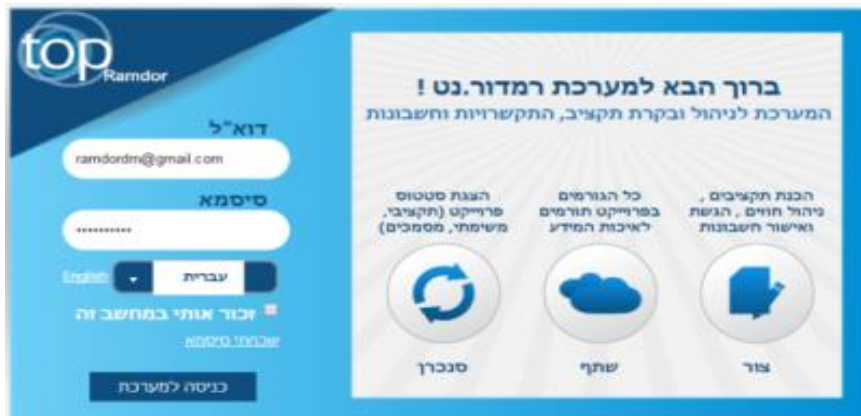 top
Ramdor
דוא"ל
ramdordm@gmail.com
סיסמא
עברית
English
זכור אותי במחשב זה
שכחתי סיסמא
כניסה למערכת
ברוך הבא למערכת רמדור.נט !
המערכת לניהול ובקרת תקציב, התקשרויות וחשבונות
הכנת תקציבים ,
ניהול חוזים , הגשת
ואישור חשבונות
צור
כל הגורמים
בפרוייקט תורמים
לאיכות המידע
שתף
הצגת סטטוס
פרוייקט (תקציבי,
משימתי, מסמכים)
סנכרן